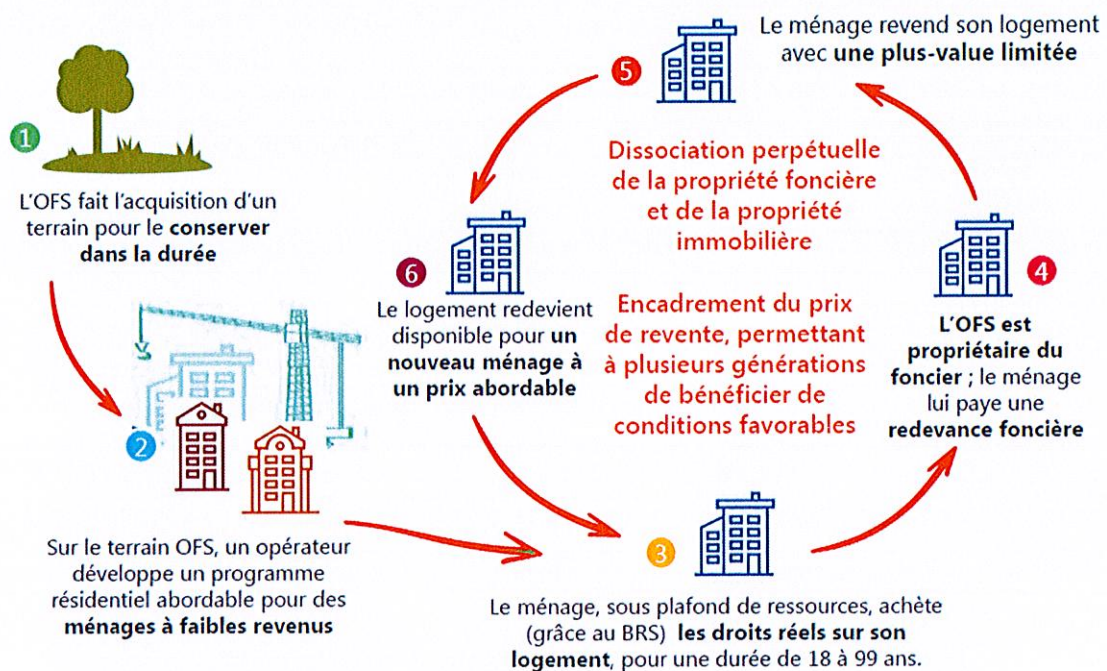 1
L'OFS fait l'acquisition d'un
terrain pour le conserver
dans la durée
2
Sur le terrain OFS, un opérateur
développe un programme
résidentiel abordable pour des
ménages à faibles revenus
3
Le ménage, sous plafond de ressources, achète
(grâce au BRS) les droits réels sur son
logement, pour une durée de 18 à 99 ans.
4
L'OFS est
propriétaire du
foncier ; le ménage
lui paye une
redevance foncière
5
Le ménage revend son logement
avec une plus-value limitée
6
Le logement redevient
disponible pour un
nouveau ménage à
un prix abordable
Dissociation perpétuelle
de la propriété foncière
et de la propriété
immobilière
Encadrement du prix
de revente, permettant
à plusieurs générations
de bénéficier de
conditions favorables